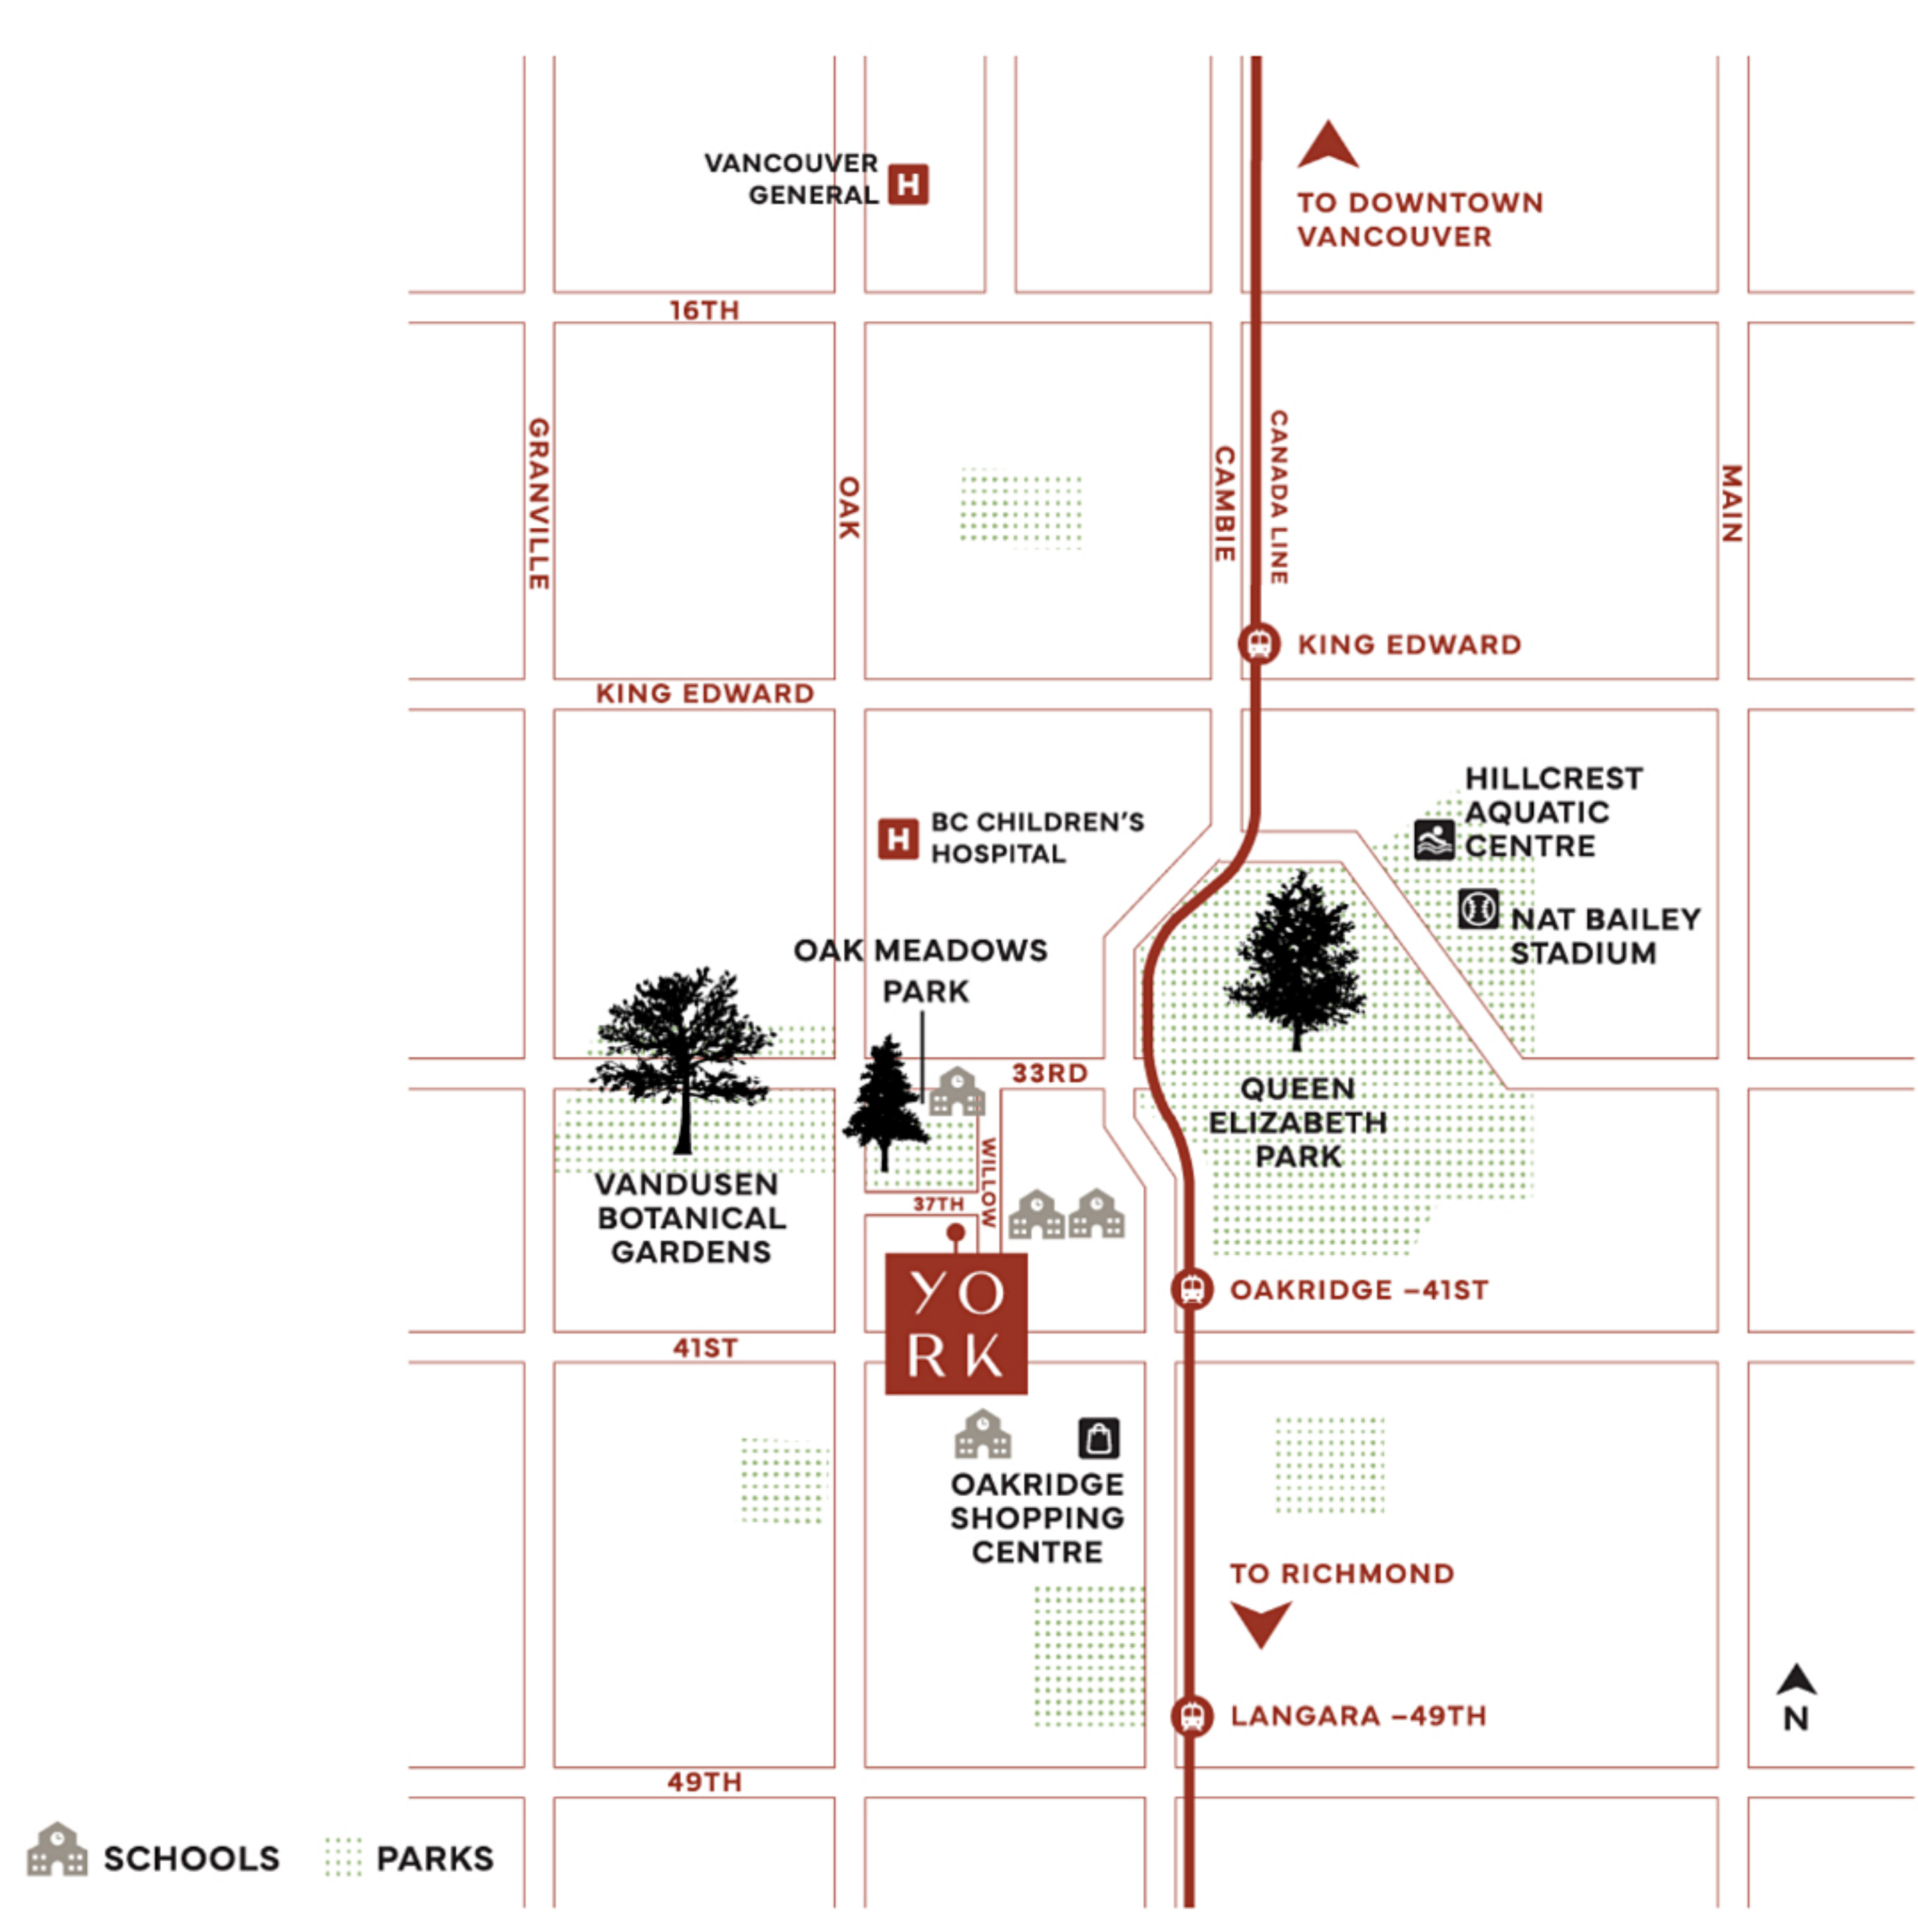 VANCOUVER
GENERAL
H
TO DOWNTOWN
VANCOUVER
16TH
GRANVILLE
OAK
CAMBIE
CANADA LINE
MAIN
KING EDWARD
KING EDWARD
HILLCREST
AQUATIC
CENTRE
H
BC CHILDREN'S
HOSPITAL
NAT BAILEY
STADIUM
OAK MEADOWS
PARK
33RD
QUEEN
ELIZABETH
PARK
WILLOW
VANDUSEN
BOTANICAL
GARDENS
37TH
YO
RK
OAKRIDGE –41ST
41ST
OAKRIDGE
SHOPPING
CENTRE
TO RICHMOND
LANGARA –49TH
N
49TH
SCHOOLS
PARKS